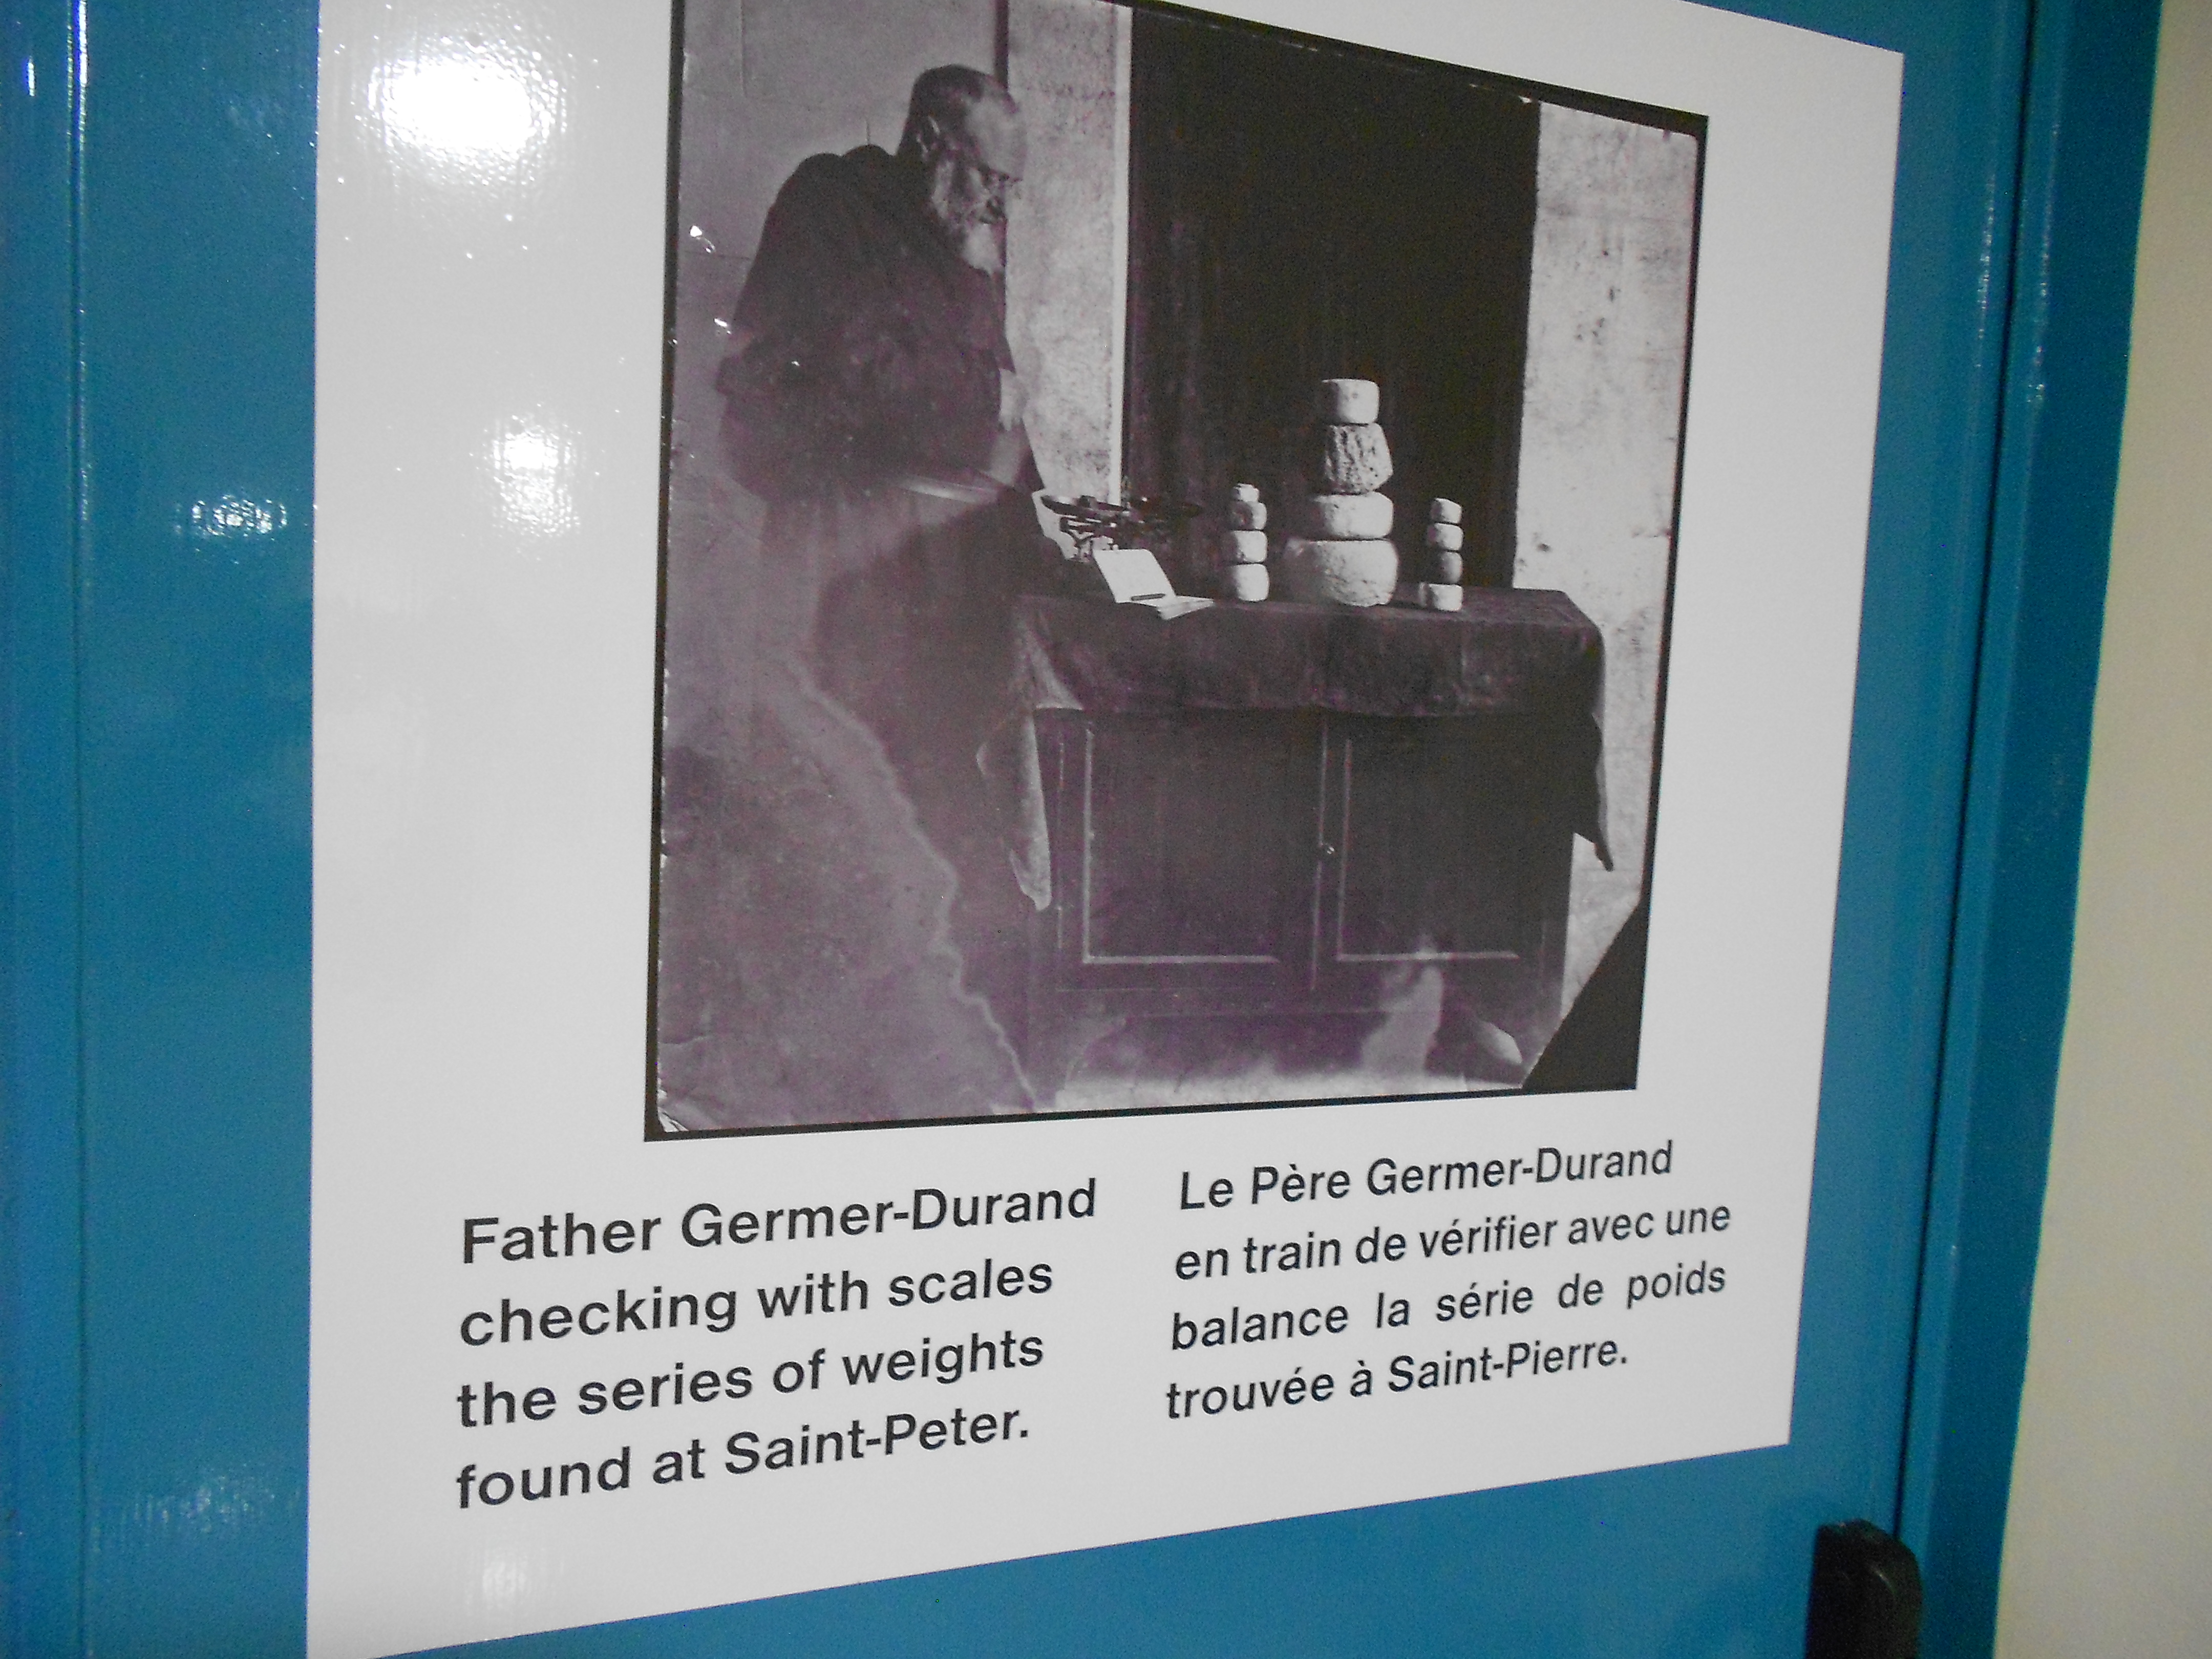 Father Germer-Durand
checking with scales
the series of weights
found at Saint-Peter.
Le Père Germer-Durand
en train de vérifier avec une
balance la série de poids
trouvée à Saint-Pierre.